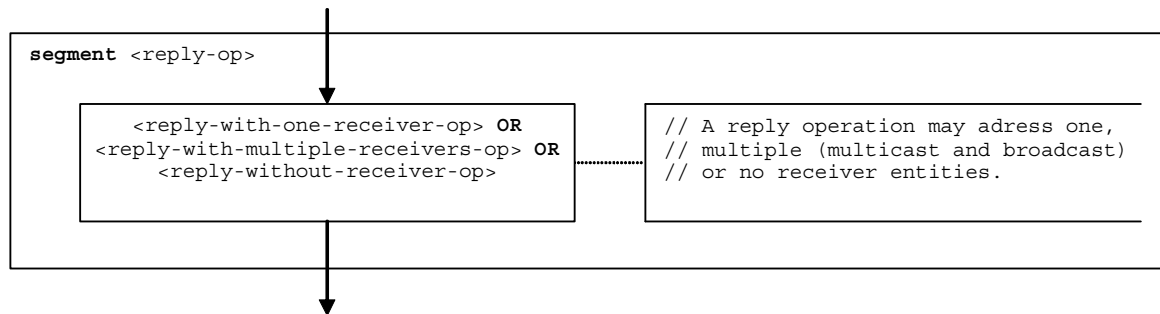 segment <reply-op>
<reply-with-one-receiver-op> OR
<reply-with-multiple-receivers-op> OR
<reply-without-receiver-op>
// A reply operation may adress one,
// multiple (multicast and broadcast)
// or no receiver entities.